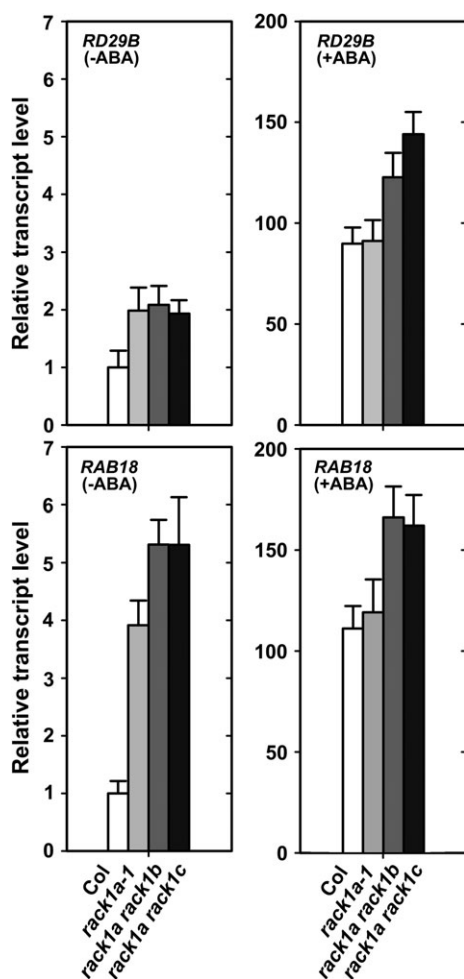 RD29B
(-ABA)
Relative transcript level
7
6
5
4
3
2
1
0
RD29B
(+ABA)
200
150
100
50
0
RAB18
(-ABA)
Relative transcript level
7
6
5
4
3
2
1
0
RAB18
(+ABA)
200
150
100
50
0
Col
rack1a-1
rack1a rack1b
rack1a rack1c
Col
rack1a-1
rack1a rack1b
rack1a rack1c